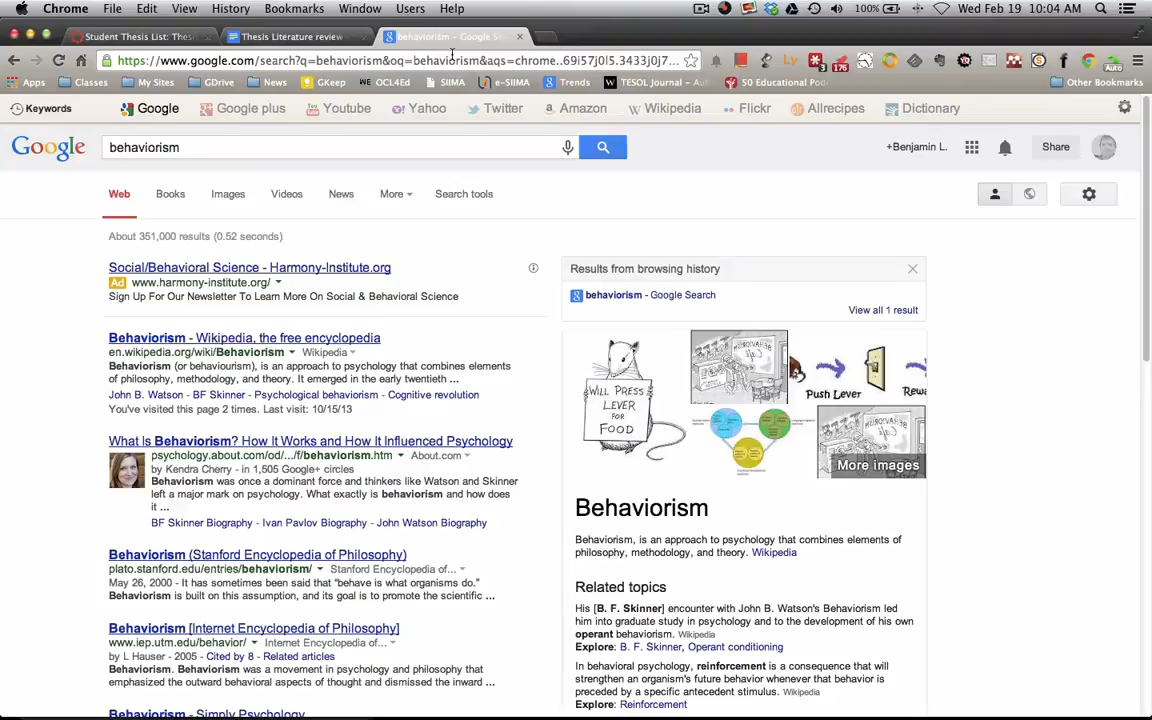 Chrome File Edit View History Bookmarks Window Users Help 100% Wed Feb 19 10:04 AM
Student Thesis List: Thes Thesis Literature review behaviorism - Google Se
https://www.google.com/search?q=behaviorism&oq=behaviorism&aqs=chrome..69i57j0l5.3433j0j7... 3 176 Auto
Apps Classes My Sites GDrive News GKeep WE OCL4Ed SIIMA e-SIIMA Trends W TESOL Journal - Au 50 Educational Pod Other Bookmarks
Keywords Google Google plus Youtube Yahoo Twitter Amazon Wikipedia Flickr Allrecipes Dictionary
Google behaviorism +Benjamin L. Share
Web Books Images Videos News More Search tools
About 351,000 results (0.52 seconds)
Social/Behavioral Science - Harmony-Institute.org
Ad www.harmony-institute.org/
Sign Up For Our Newsletter To Learn More On Social & Behavioral Science
Behaviorism - Wikipedia, the free encyclopedia
en.wikipedia.org/wiki/Behaviorism Wikipedia
Behaviorism (or behaviourism), is an approach to psychology that combines elements
of philosophy, methodology, and theory. It emerged in the early twentieth ...
John B. Watson - BF Skinner - Psychological behaviorism - Cognitive revolution
You've visited this page 2 times. Last visit: 10/15/13
What Is Behaviorism? How It Works and How It Influenced Psychology
psychology.about.com/od/.../f/behaviorism.htm About.com
by Kendra Cherry - in 1,505 Google+ circles
Behaviorism was once a dominant force and thinkers like Watson and Skinner
left a major mark on psychology. What exactly is behaviorism and how does
it ...
BF Skinner Biography - Ivan Pavlov Biography - John Watson Biography
Behaviorism (Stanford Encyclopedia of Philosophy)
plato.stanford.edu/entries/behaviorism/ Stanford Encyclopedia of...
May 26, 2000 - It has sometimes been said that "behave is what organisms do."
Behaviorism is built on this assumption, and its goal is to promote the scientific ...
Behaviorism [Internet Encyclopedia of Philosophy]
www.iep.utm.edu/behavior/ Internet Encyclopedia of...
by L Hauser - 2005 - Cited by 8 - Related articles
Behaviorism. Behaviorism was a movement in psychology and philosophy that
emphasized the outward behavioral aspects of thought and dismissed the inward ...
Behaviorism - Simply Psychology
Results from browsing history
behaviorism - Google Search
View all 1 result
WILL PRESS
LEVER
FOR
FOOD
Push Lever
Rewa
More images
Behaviorism
Behaviorism, is an approach to psychology that combines elements of
philosophy, methodology, and theory. Wikipedia
Related topics
His [B. F. Skinner] encounter with John B. Watson's Behaviorism led
him into graduate study in psychology and to the development of his own
operant behaviorism. Wikipedia
Explore: B. F. Skinner, Operant conditioning
In behavioral psychology, reinforcement is a consequence that will
strengthen an organism's future behavior whenever that behavior is
preceded by a specific antecedent stimulus. Wikipedia
Explore: Reinforcement